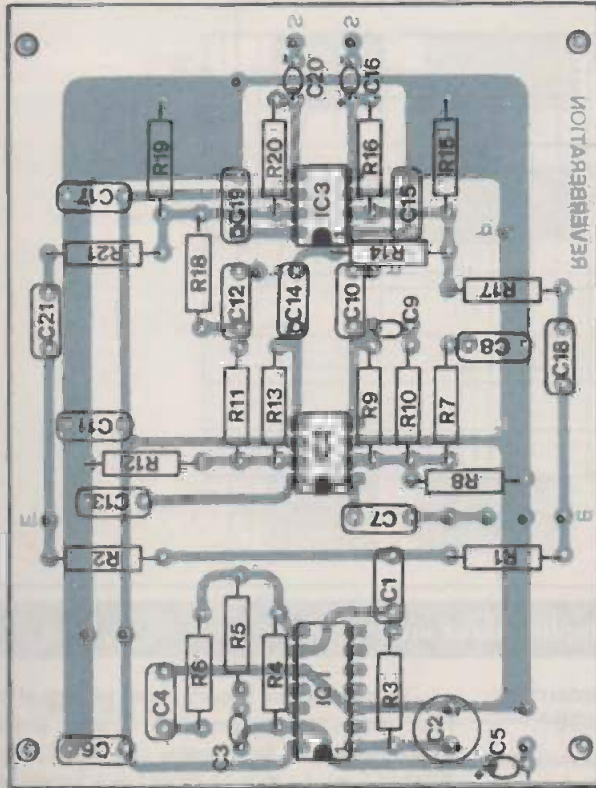 S
S
C20
C16
REVERBERATION
R19
R20
R16
R15
C17
C19
IC3
C15
R21
R18
R14
P
C21
C12
C14
C10
C9
R17
R11
R13
R9
R10
R7
C8
C18
C11
R12
R8
C13
C7
E
R2
R1
C1
R5
R6
R4
C4
R3
IC1
C3
C2
C6
C5
1